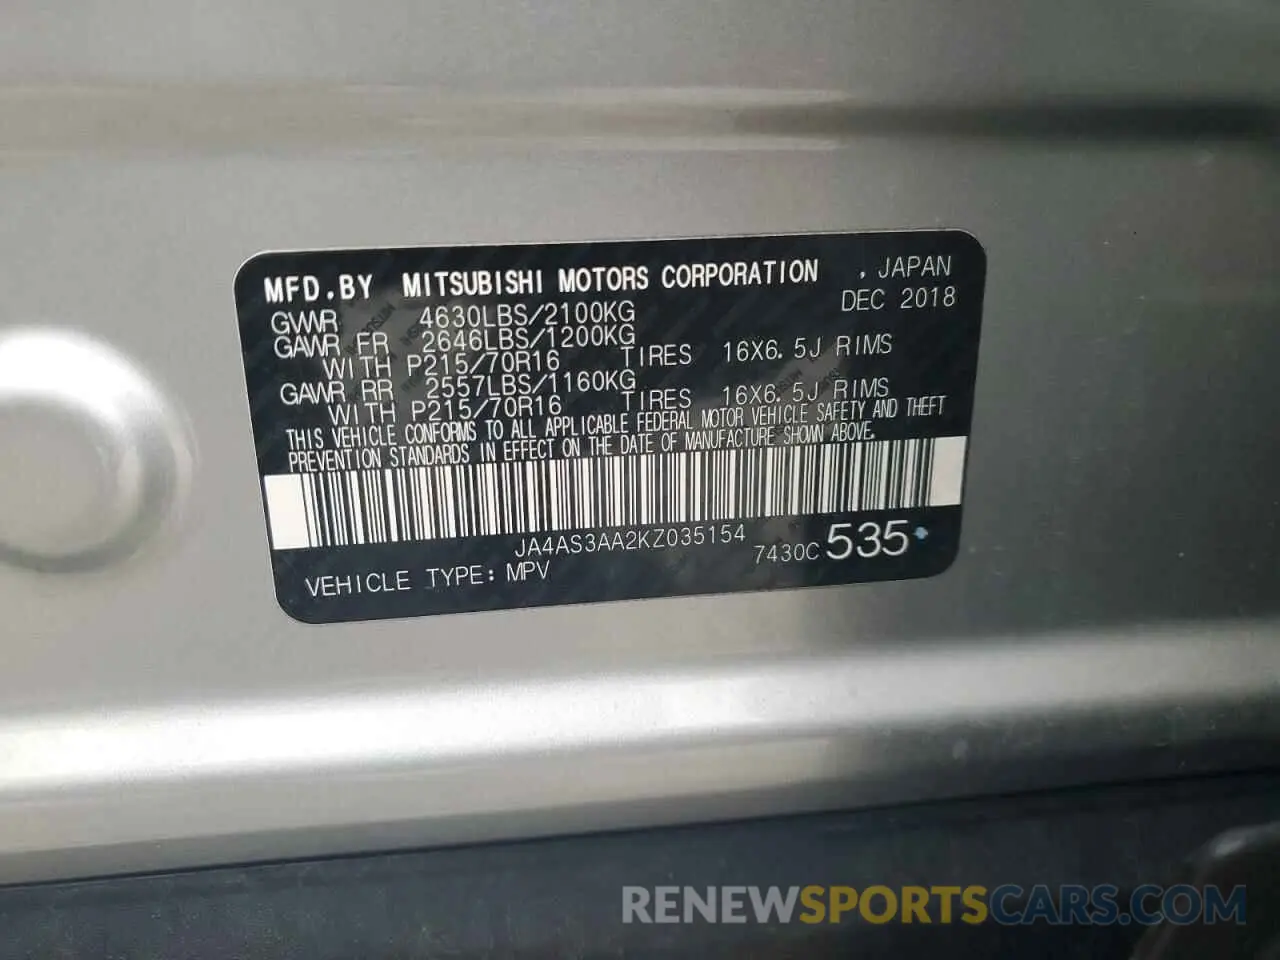 MFD.BY MITSUBISHI MOTORS CORPORATION , JAPAN
DEC 2018
GVWR 4630LBS/2100KG
GAWR FR 2646LBS/1200KG
WITH P215/70R16 TIRES 16X6.5J RIMS
GAWR RR 2557LBS/1160KG
WITH P215/70R16 TIRES 16X6.5J RIMS
THIS VEHICLE CONFORMS TO ALL APPLICABLE FEDERAL MOTOR VEHICLE SAFETY AND THEFT
PREVENTION STANDARDS IN EFFECT ON THE DATE OF MANUFACTURE SHOWN ABOVE.
JA4AS3AA2KZ035154
7430C 535
VEHICLE TYPE: MPV
RENEWSPORTSCARS.COM